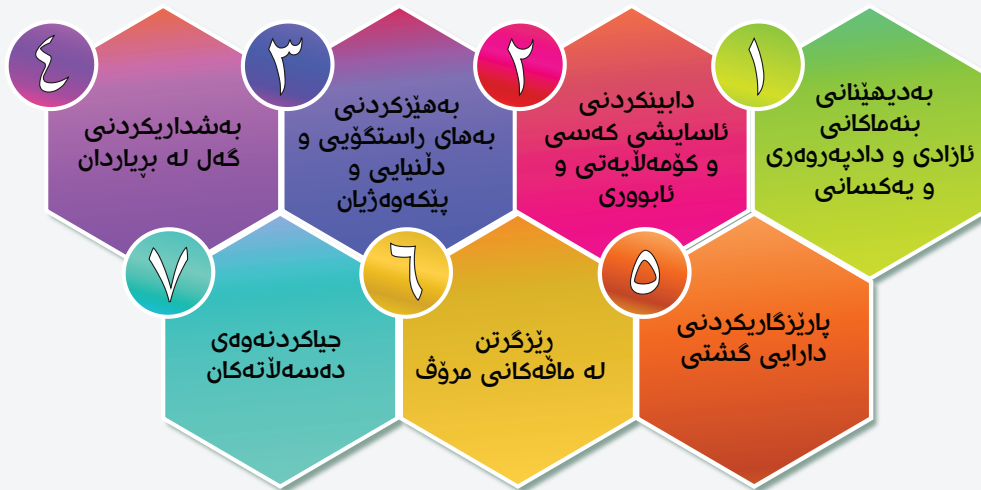 ١
بەدیهێنانی
بنەماکانی
ئازادی و دادپەروەری
و یەکسانی
٢
دابینکردنی
ئاسایشی کەسی
و کۆمەڵایەتی و
ئابووری
٣
بەهێزکردنی
بەهای راستگۆیی و
دڵنیایی و
پێکەوەژیان
٤
بەشداریکردنی
گەل لە بڕیاردان
٥
پارێزگاریکردنی
دارایی گشتی
٦
رێزگرتن
لە مافەکانی مرۆڤ
٧
جیاکردنەوەی
دەسەڵاتەکان